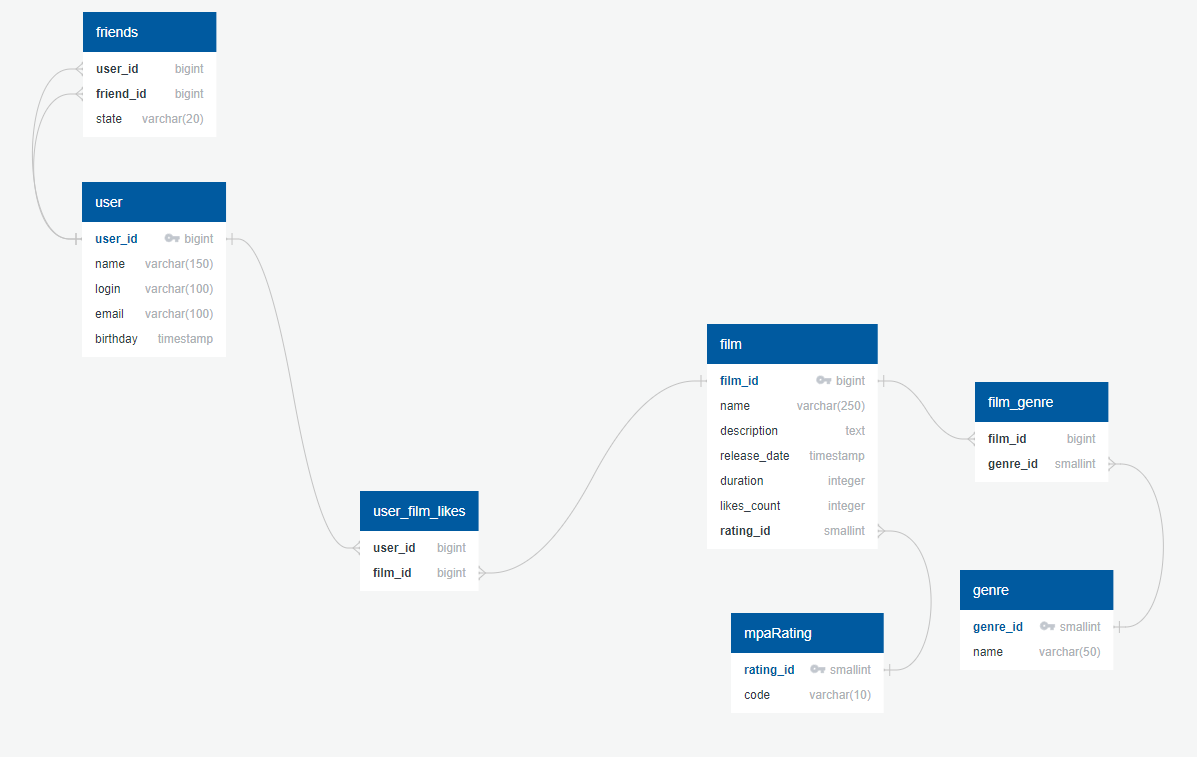 friends
user_id bigint
friend_id bigint
state varchar(20)
user
user_id bigint
name varchar(150)
login varchar(100)
email varchar(100)
birthday timestamp
user_film_likes
user_id bigint
film_id bigint
film
film_id bigint
name varchar(250)
description text
release_date timestamp
duration integer
likes_count integer
rating_id smallint
mpaRating
rating_id smallint
code varchar(10)
film_genre
film_id bigint
genre_id smallint
genre
genre_id smallint
name varchar(50)